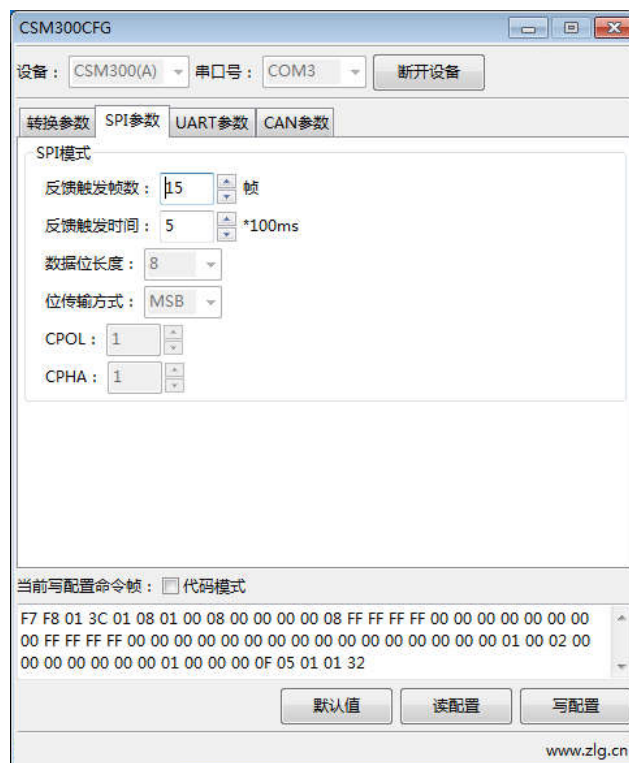 CSM300CFG
设备： CSM300(A) 串口号： COM3 断开设备
转换参数 SPI参数 UART参数 CAN参数
SPI模式
反馈触发帧数： 15 帧
反馈触发时间： 5 *100ms
数据位长度： 8
位传输方式： MSB
CPOL： 1
CPHA： 1
当前写配置命令帧： 代码模式
F7 F8 01 3C 01 08 01 00 08 00 00 00 00 08 FF FF FF FF 00 00 00 00 00 00 00
00 FF FF FF FF 00 00 00 00 00 00 00 00 00 00 00 00 00 00 00 00 00 01 00 02 00
00 00 00 00 00 00 01 00 00 00 0F 05 01 01 32
默认值 读配置 写配置
www.zlg.cn